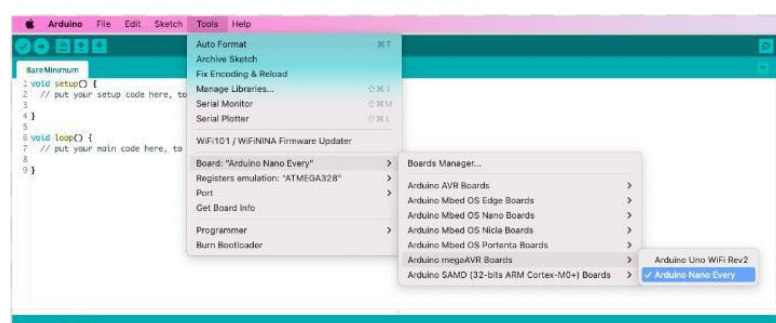 Arduino File Edit Sketch Tools Help
BareMinimum
1 void setup() {
2 // put your setup code here, to
3
4 }
5
6 void loop() {
7 // put your main code here, to
8
9 }
Auto Format ⌘T
Archive Sketch
Fix Encoding & Reload
Manage Libraries... ⇧⌘I
Serial Monitor ⇧⌘M
Serial Plotter ⇧⌘L
WiFi101 / WiFiNINA Firmware Updater
Board: "Arduino Nano Every" >
Registers emulation: "ATMEGA328" >
Port >
Get Board Info
Programmer >
Burn Bootloader
Boards Manager...
Arduino AVR Boards >
Arduino Mbed OS Edge Boards >
Arduino Mbed OS Nano Boards >
Arduino Mbed OS Nicla Boards >
Arduino Mbed OS Portenta Boards >
Arduino megaAVR Boards >
Arduino SAMD (32-bits ARM Cortex-M0+) Boards >
Arduino Uno WiFi Rev2
✓ Arduino Nano Every